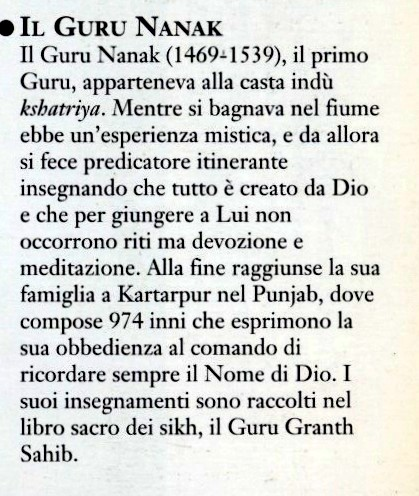 ● IL GURU NANAK
Il Guru Nanak (1469-1539), il primo
Guru, apparteneva alla casta indù
kshatriya. Mentre si bagnava nel fiume
ebbe un'esperienza mistica, e da allora
si fece predicatore itinerante
insegnando che tutto è creato da Dio
e che per giungere a Lui non
occorrono riti ma devozione e
meditazione. Alla fine raggiunse la sua
famiglia a Kartarpur nel Punjab, dove
compose 974 inni che esprimono la
sua obbedienza al comando di
ricordare sempre il Nome di Dio. I
suoi insegnamenti sono raccolti nel
libro sacro dei sikh, il Guru Granth
Sahib.